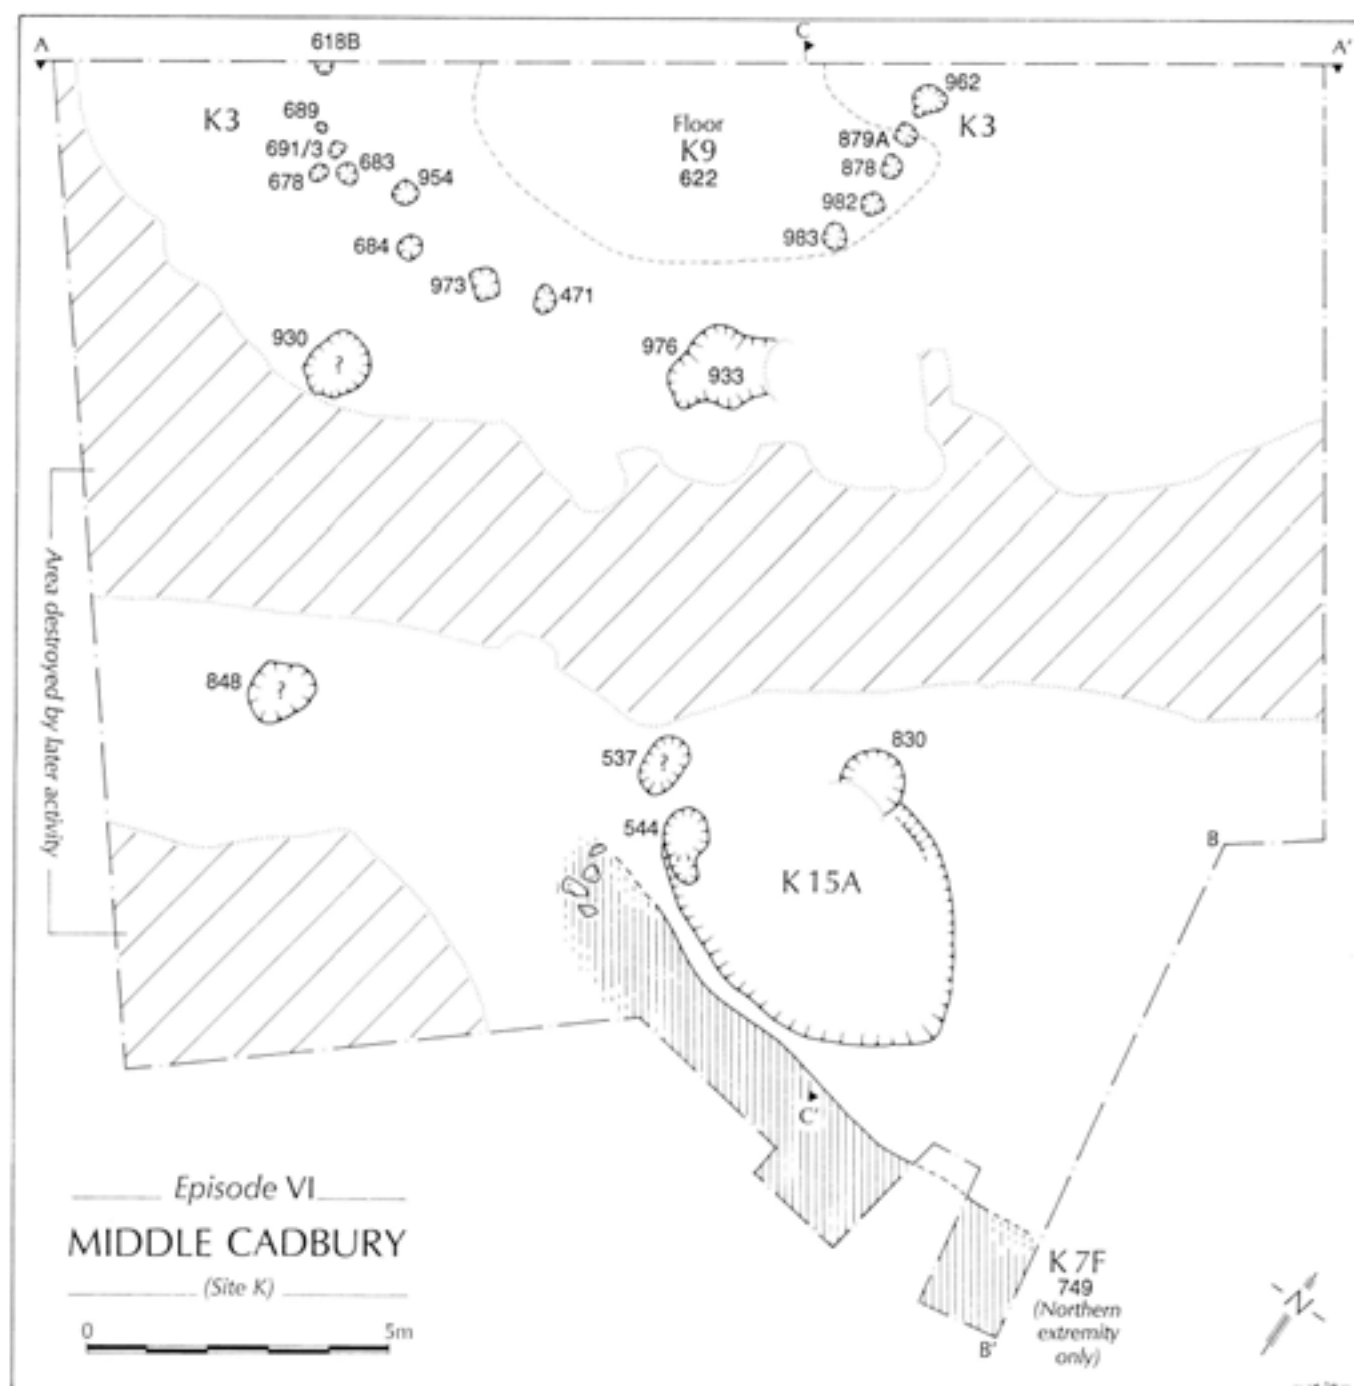 A
618B
C
A'
962
K3
689
Floor
K9
622
879A
K3
691/3
683
878
678
954
982
684
983
973
471
930
976
?
933
848
?
Area destroyed by later activity
537
?
830
544
B
K 15A
C'
Episode VI
MIDDLE CADBURY
(Site K)
0
5m
K 7F
749
(Northern
extremity
only)
B'
N